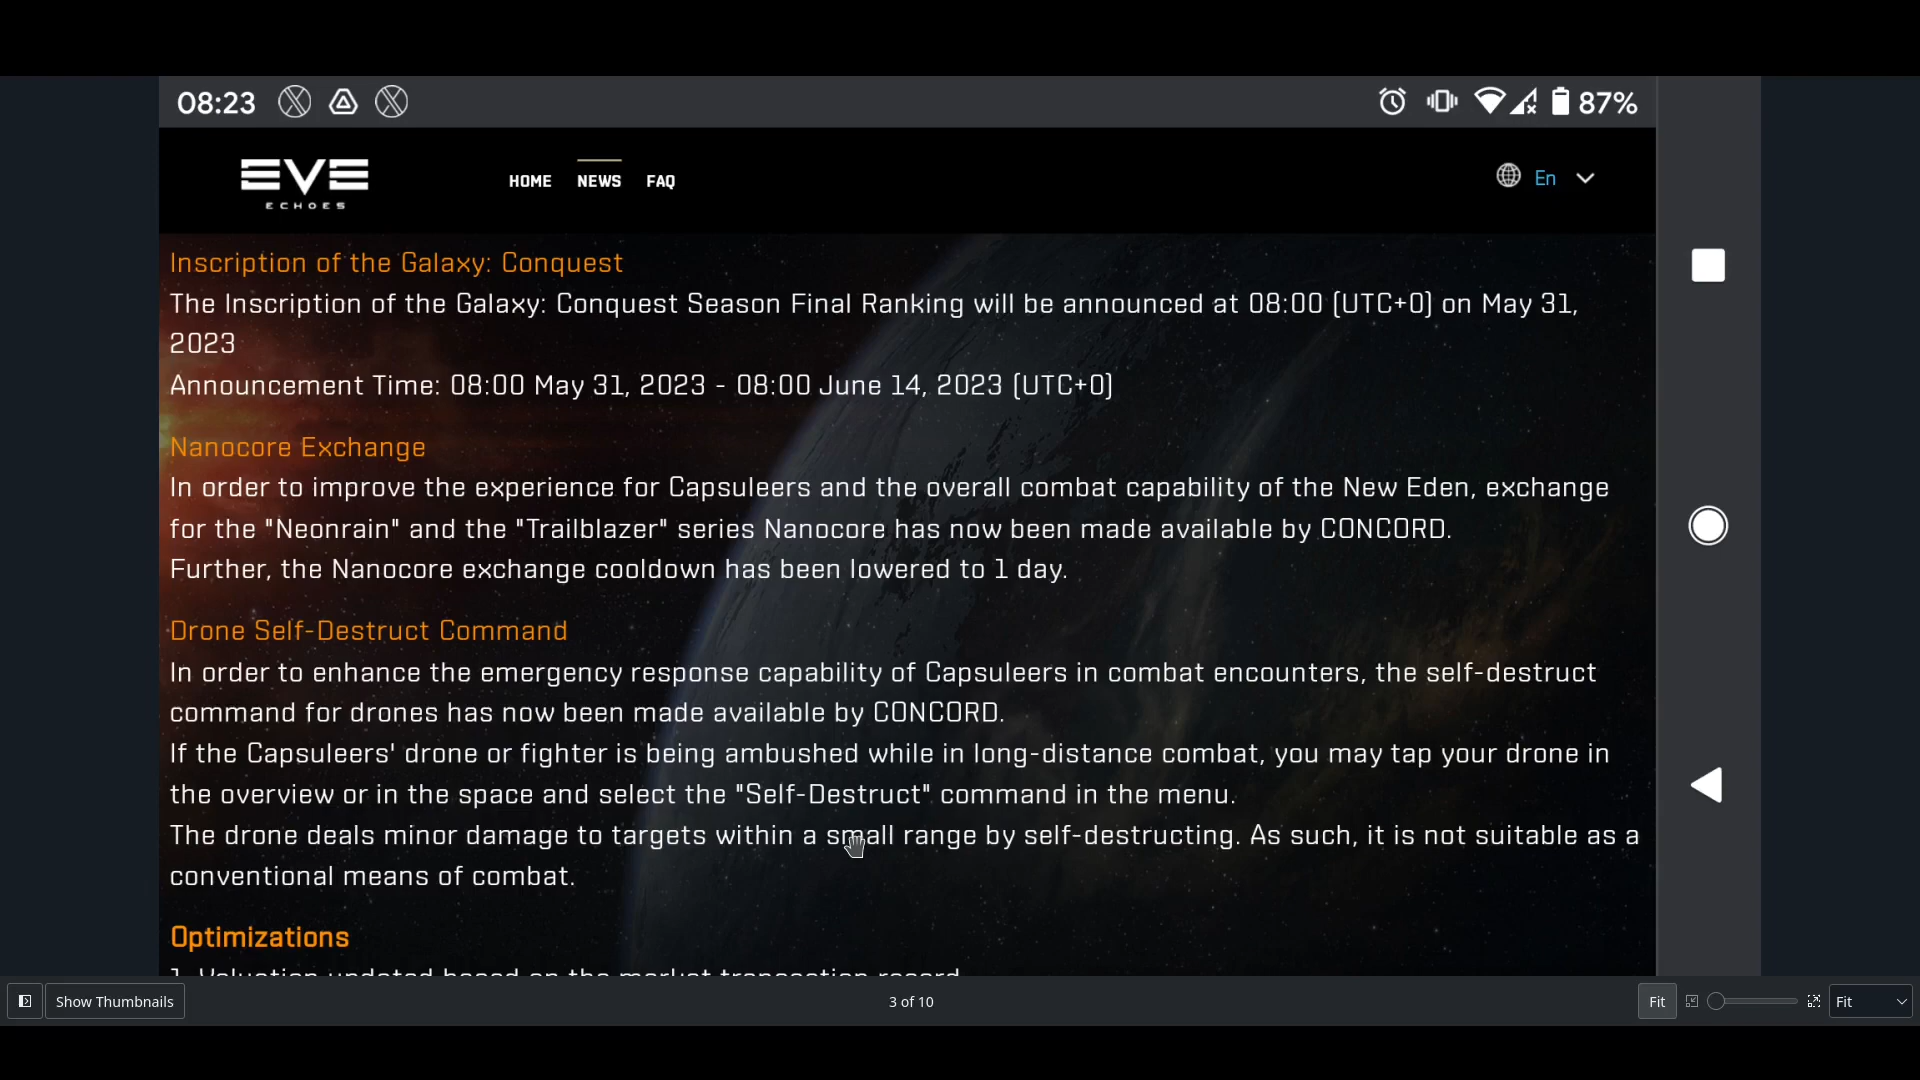 08:23 87%
EVE
ECHOES
HOME NEWS FAQ
En
Inscription of the Galaxy: Conquest
The Inscription of the Galaxy: Conquest Season Final Ranking will be announced at 08:00 (UTC+0) on May 31,
2023
Announcement Time: 08:00 May 31, 2023 - 08:00 June 14, 2023 (UTC+0)
Nanocore Exchange
In order to improve the experience for Capsuleers and the overall combat capability of the New Eden, exchange
for the "Neonrain" and the "Trailblazer" series Nanocore has now been made available by CONCORD.
Further, the Nanocore exchange cooldown has been lowered to 1 day.
Drone Self-Destruct Command
In order to enhance the emergency response capability of Capsuleers in combat encounters, the self-destruct
command for drones has now been made available by CONCORD.
If the Capsuleers' drone or fighter is being ambushed while in long-distance combat, you may tap your drone in
the overview or in the space and select the "Self-Destruct" command in the menu.
The drone deals minor damage to targets within a small range by self-destructing. As such, it is not suitable as a
conventional means of combat.
Optimizations
1. Valuation updated based on the market transaction record
Show Thumbnails 3 of 10 Fit Fit